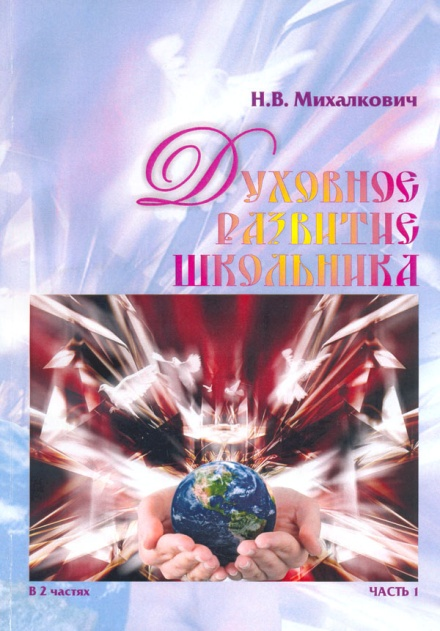 Н.В. Михалкович
Духовное
развитие
школьника
В 2 частях
ЧАСТЬ 1